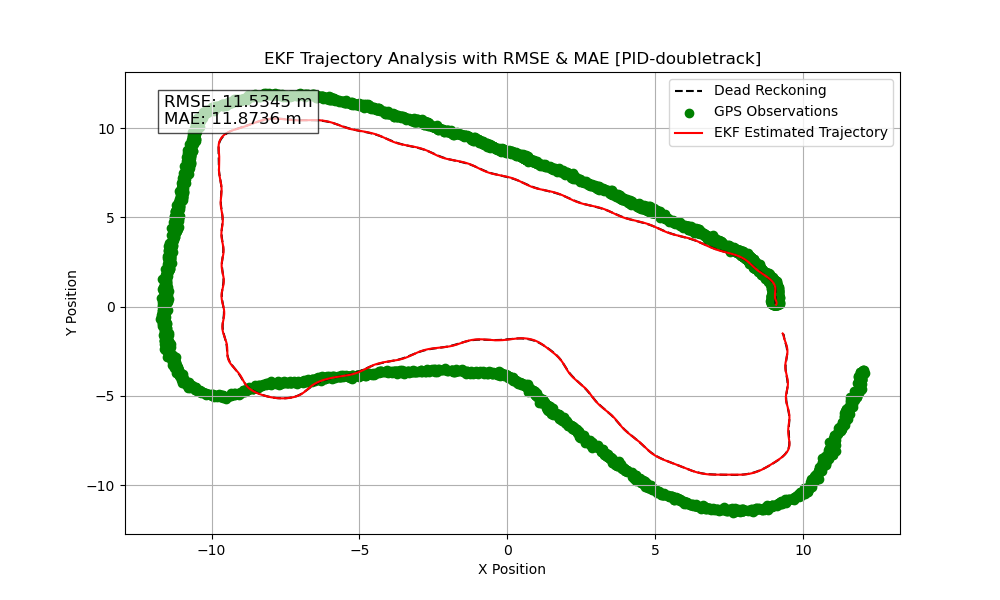 EKF Trajectory Analysis with RMSE & MAE [PID-doubletrack]
RMSE: 11.5345 m
MAE: 11.8736 m
Dead Reckoning
GPS Observations
EKF Estimated Trajectory
Y Position
10
5
0
−5
−10
−10
−5
0
5
10
X Position